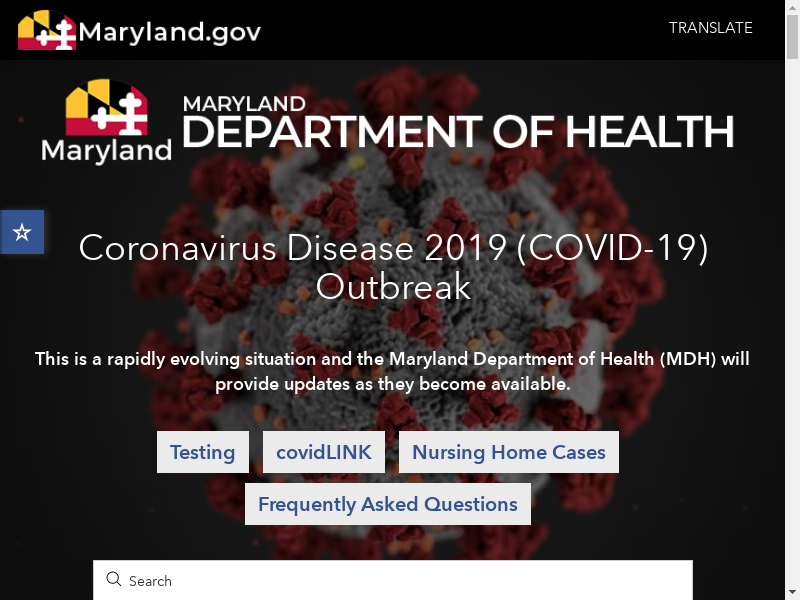 Maryland.gov
TRANSLATE
Maryland
MARYLAND
DEPARTMENT OF HEALTH
Coronavirus Disease 2019 (COVID-19)
Outbreak
This is a rapidly evolving situation and the Maryland Department of Health (MDH) will
provide updates as they become available.
Testing
covidLINK
Nursing Home Cases
Frequently Asked Questions
Search